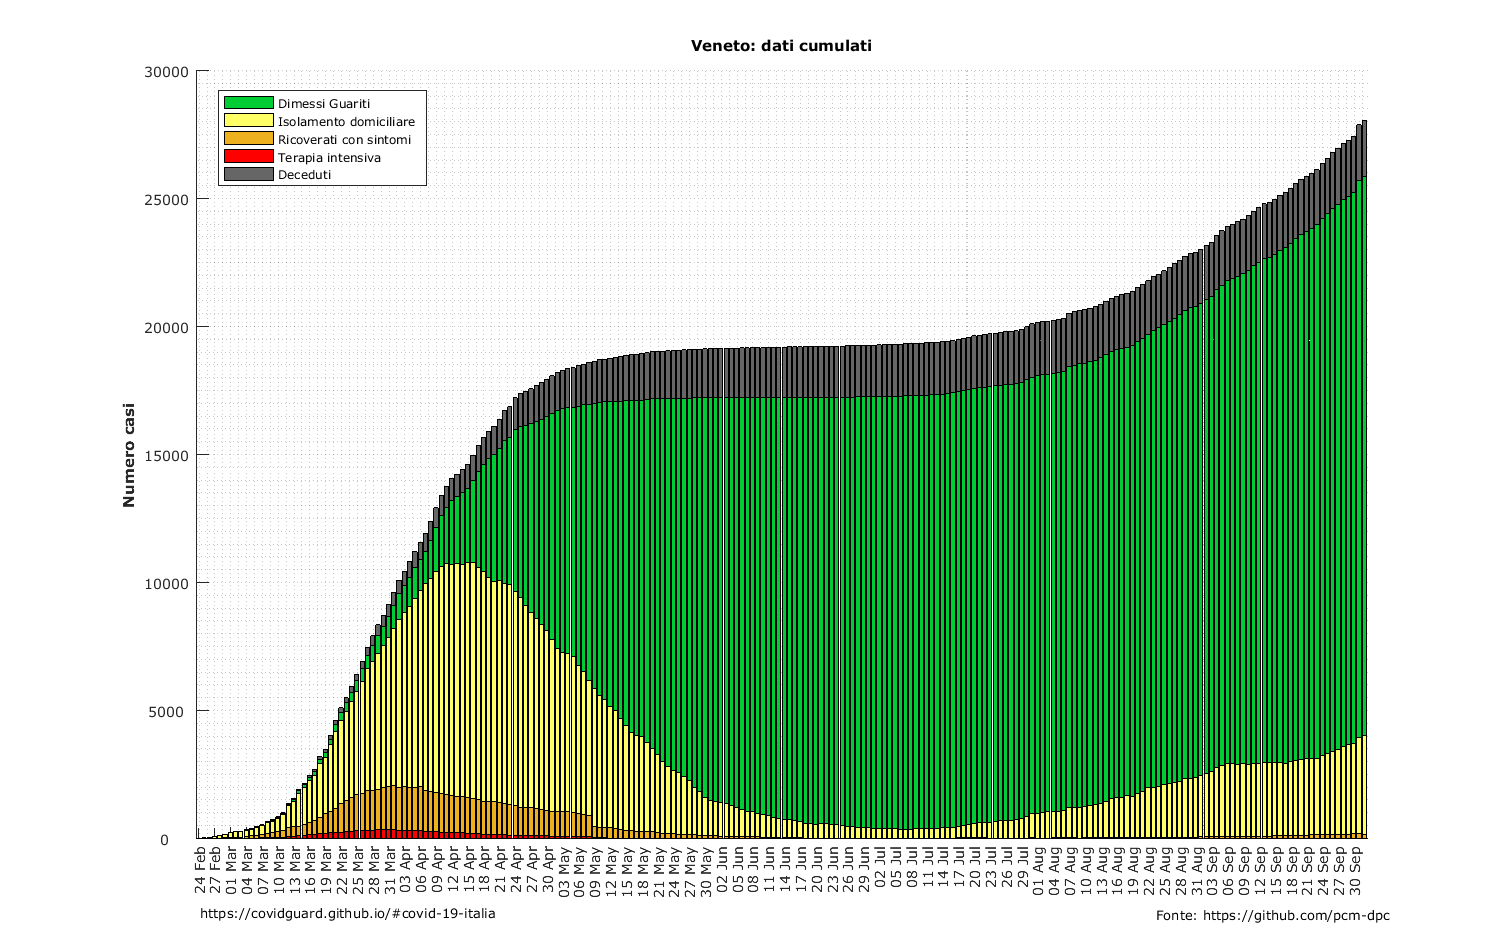 Veneto: dati cumulati
30000
25000
20000
15000
10000
5000
0
Numero casi
Dimessi Guariti
Isolamento domiciliare
Ricoverati con sintomi
Terapia intensiva
Deceduti
24 Feb
27 Feb
01 Mar
04 Mar
07 Mar
10 Mar
13 Mar
16 Mar
19 Mar
22 Mar
25 Mar
28 Mar
31 Mar
03 Apr
06 Apr
09 Apr
12 Apr
15 Apr
18 Apr
21 Apr
24 Apr
27 Apr
30 Apr
03 May
06 May
09 May
12 May
15 May
18 May
21 May
24 May
27 May
30 May
02 Jun
05 Jun
08 Jun
11 Jun
14 Jun
17 Jun
20 Jun
23 Jun
26 Jun
29 Jun
02 Jul
05 Jul
08 Jul
11 Jul
14 Jul
17 Jul
20 Jul
23 Jul
26 Jul
29 Jul
01 Aug
04 Aug
07 Aug
10 Aug
13 Aug
16 Aug
19 Aug
22 Aug
25 Aug
28 Aug
31 Aug
03 Sep
06 Sep
09 Sep
12 Sep
15 Sep
18 Sep
21 Sep
24 Sep
27 Sep
30 Sep
https://covidguard.github.io/#covid-19-italia
Fonte: https://github.com/pcm-dpc